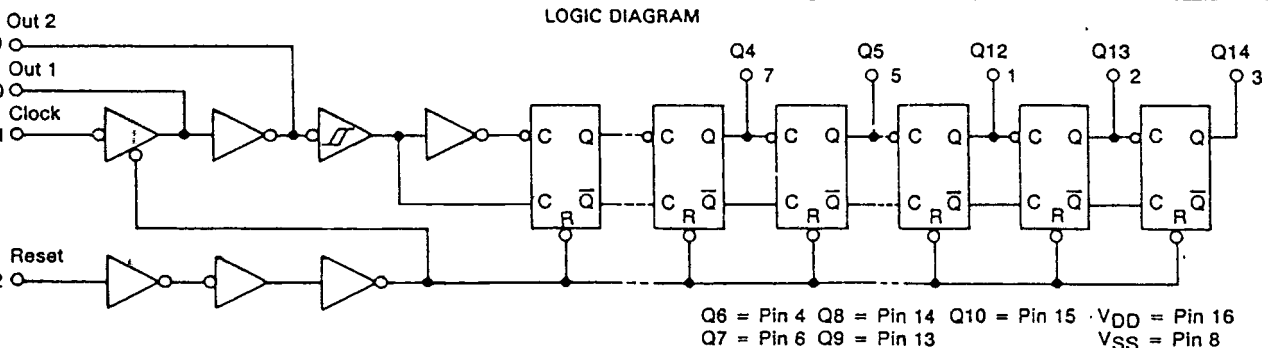 LOGIC DIAGRAM
Out 2
Out 1
Clock
Q4
7
Q5
5
Q12
1
Q13
2
Q14
3
C Q C Q C Q C Q C Q C Q
C Q̅ C Q̅ C Q̅ C Q̅ C Q̅ C Q̅
R R R R R R
Reset
Q6 = Pin 4 Q8 = Pin 14 Q10 = Pin 15 VDD = Pin 16
Q7 = Pin 6 Q9 = Pin 13 VSS = Pin 8